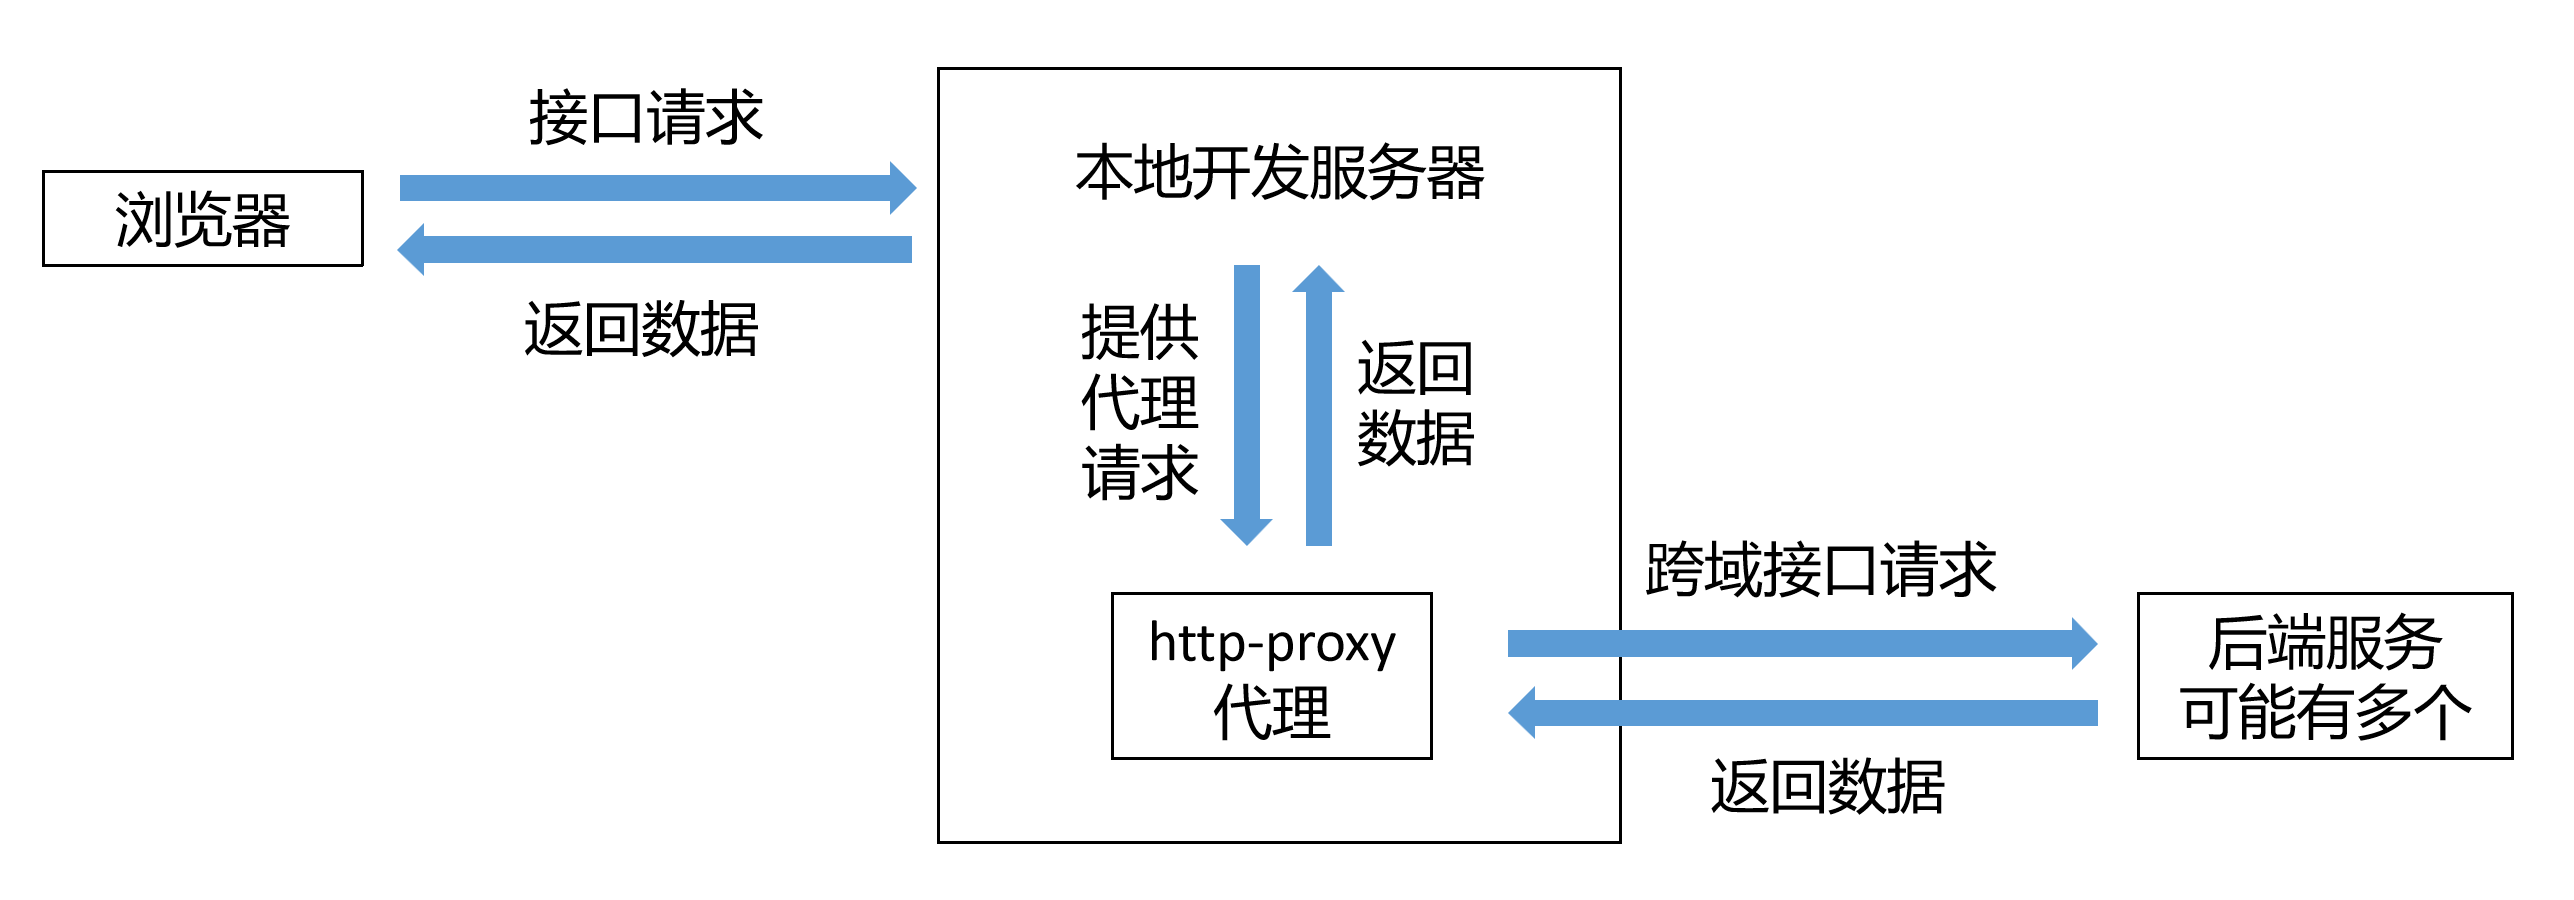 接口请求
浏览器
返回数据
本地开发服务器
提供
代理
请求
返回
数据
http-proxy
代理
跨域接口请求
返回数据
后端服务
可能有多个